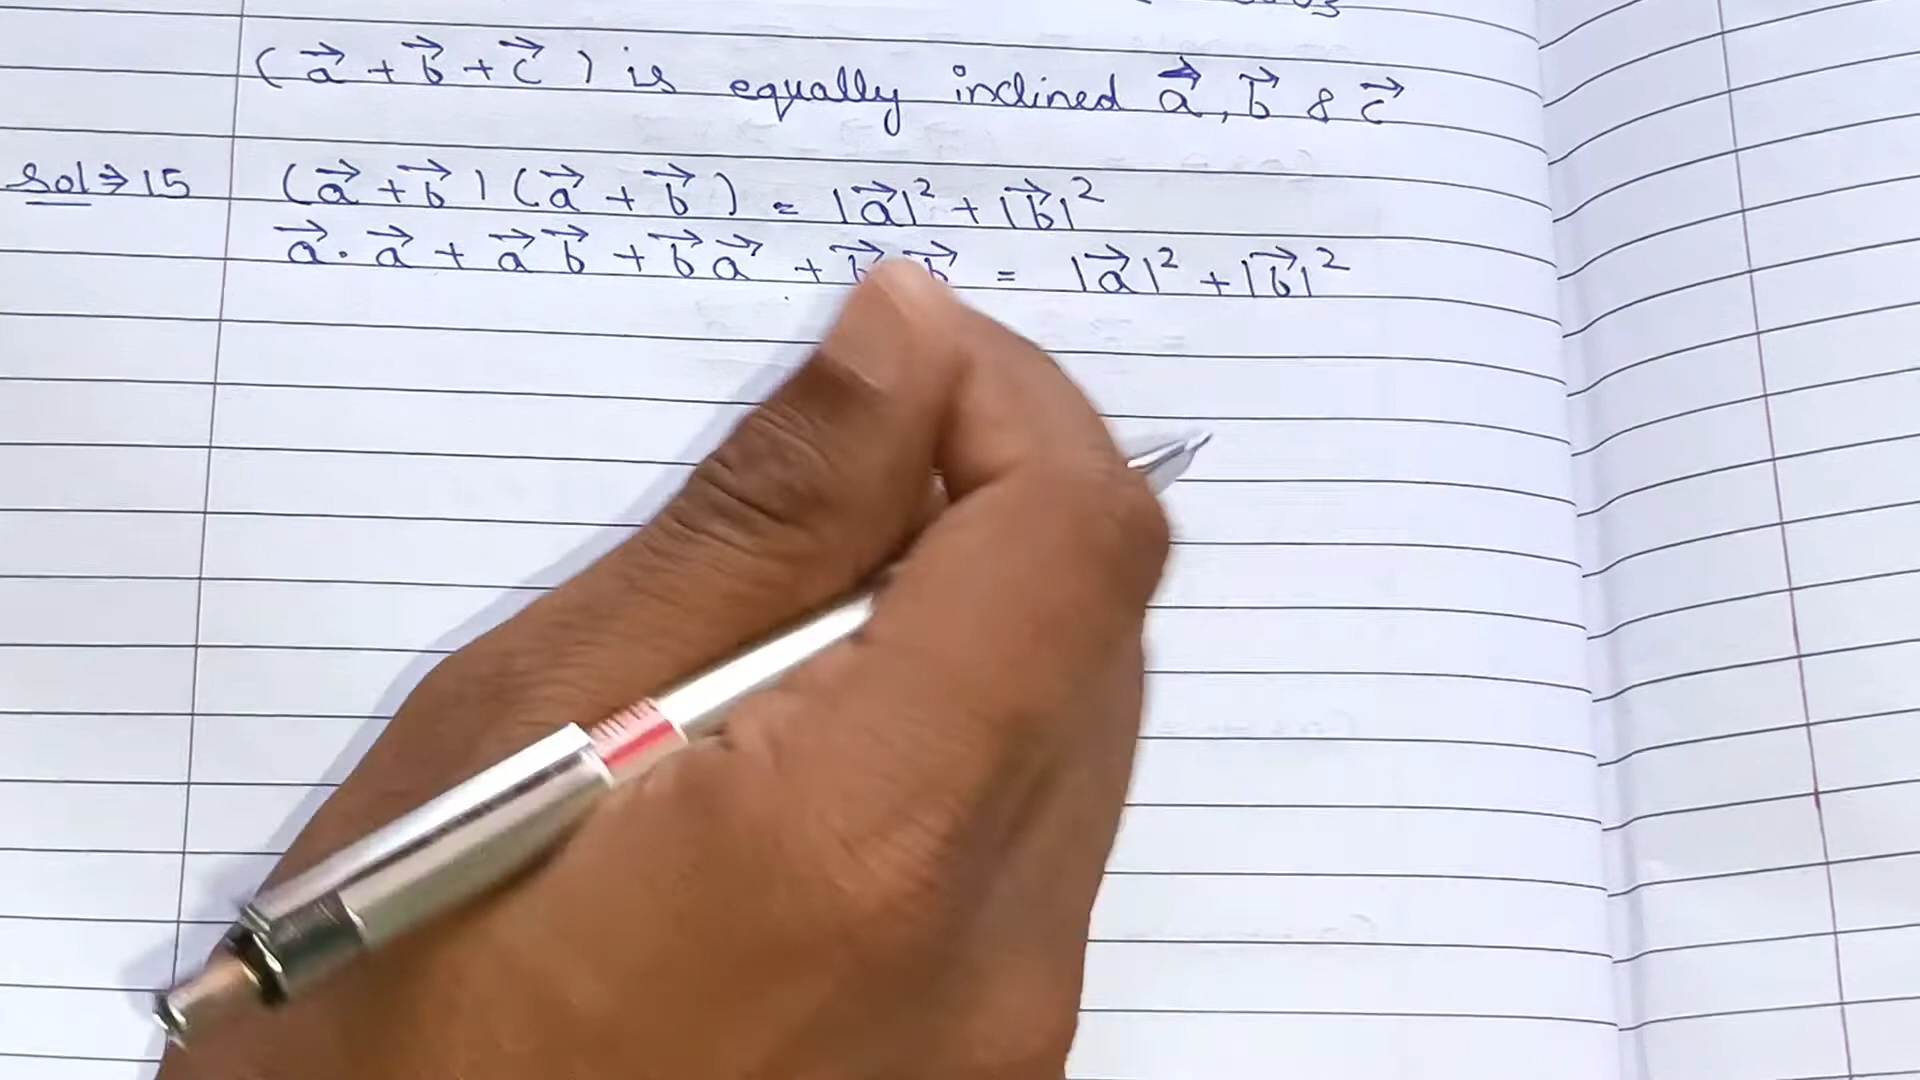 (a⃗ + b⃗ + c⃗) is equally inclined a⃗, b⃗ & c⃗
Sol⇒ 15 (a⃗ + b⃗) (a⃗ + b⃗) = |a⃗|² + |b⃗|²
a⃗ . a⃗ + a⃗ b⃗ + b⃗ a⃗ + b⃗ b⃗ = |a⃗|² + |b⃗|²